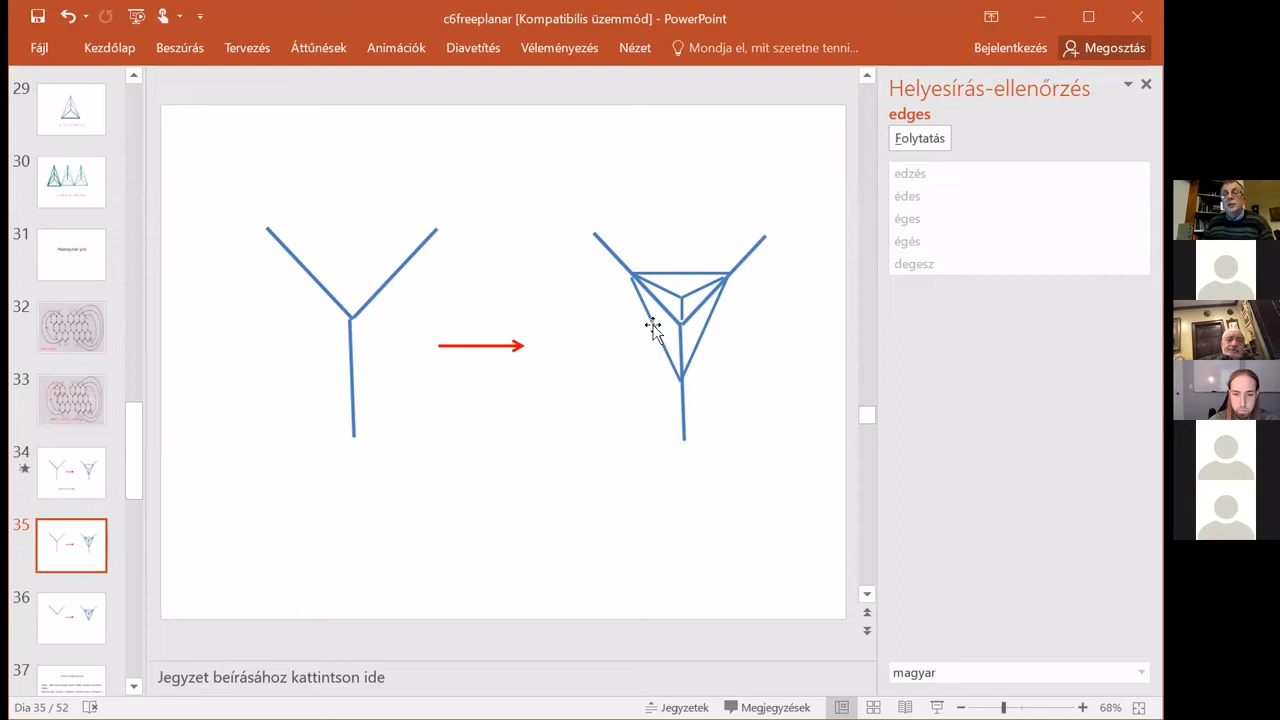 c6freeplanar [Kompatibilis üzemmód] - PowerPoint
Fájl Kezdőlap Beszúrás Tervezés Áttűnések Animációk Diavetítés Véleményezés Nézet Mondja el, mit szeretne tenni... Bejelentkezés Megosztás
29
30
31
32
33
34
35
36
37
Helyesírás-ellenőrzés
edges
Folytatás
edzés
édes
éges
égés
degesz
magyar
Jegyzet beírásához kattintson ide
Dia 35 / 52 Jegyzetek Megjegyzések 68%